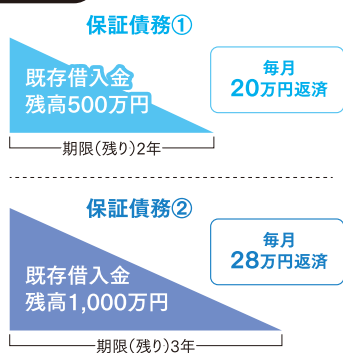 保証債務①
既存借入金
残高500万円
毎月
20万円返済
期限(残り)2年
保証債務②
毎月
28万円返済
既存借入金
残高1,000万円
期限(残り)3年